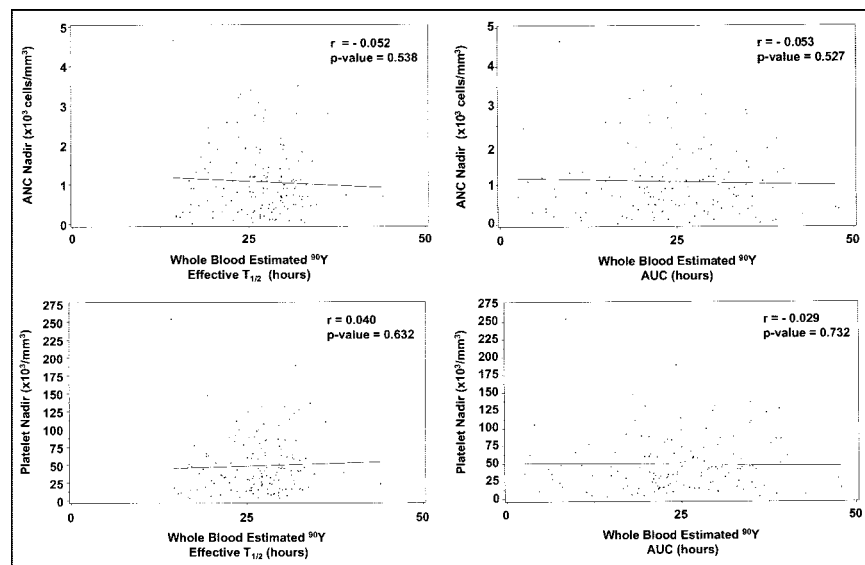 r = - 0.052
p-value = 0.538
5
4
3
2
1
0
ANC Nadir (x10³ cells/mm³)
0
25
50
Whole Blood Estimated ⁹⁰Y
Effective T1/2 (hours)
r = - 0.053
p-value = 0.527
5
4
3
2
1
0
ANC Nadir (x10³ cells/mm³)
0
25
50
Whole Blood Estimated ⁹⁰Y
AUC (hours)
r = 0.040
p-value = 0.632
275
250
225
200
175
150
125
100
75
50
25
0
Platelet Nadir (x10³/mm³)
0
25
50
Whole Blood Estimated ⁹⁰Y
Effective T1/2 (hours)
r = - 0.029
p-value = 0.732
275
250
225
200
175
150
125
100
75
50
25
0
Platelet Nadir (x10³/mm³)
0
25
50
Whole Blood Estimated ⁹⁰Y
AUC (hours)